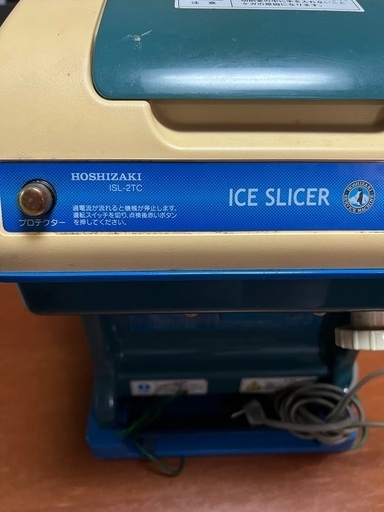 注意
HOSHIZAKI
ISL-2TC
過電流が流れると機械が停止します。
運転スイッチを切り、点検後赤いボタン
を押してください。
プロテクター
ICE SLICER